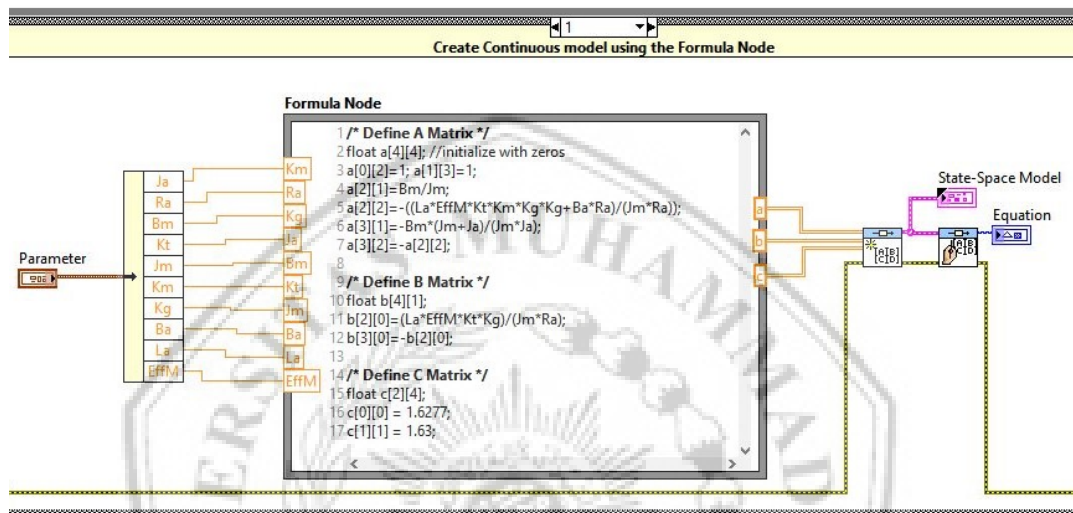 1
Create Continuous model using the Formula Node
Formula Node
Parameter
Ja
Ra
Bm
Kt
Jm
Km
Kg
Ba
La
EffM
Km
Ra
Kg
Ja
Bm
Kt
Jm
Ba
La
EffM
1 /* Define A Matrix */
2 float a[4][4]; //initialize with zeros
3 a[0][2]=1; a[1][3]=1;
4 a[2][1]=Bm/Jm;
5 a[2][2]=-((La*EffM*Kt*Km*Kg*Kg+Ba*Ra)/(Jm*Ra));
6 a[3][1]=-Bm*(Jm+Ja)/(Jm*Ja);
7 a[3][2]=-a[2][2];
8
9 /* Define B Matrix */
10 float b[4][1];
11 b[2][0]=(La*EffM*Kt*Kg)/(Jm*Ra);
12 b[3][0]=-b[2][0];
13
14 /* Define C Matrix */
15 float c[2][4];
16 c[0][0] = 1.6277;
17 c[1][1] = 1.63;
a
b
c
State-Space Model
Equation
[A|B]
[C|D]
[A|B]
[C|D]
ERSITAS MUHAMMAD